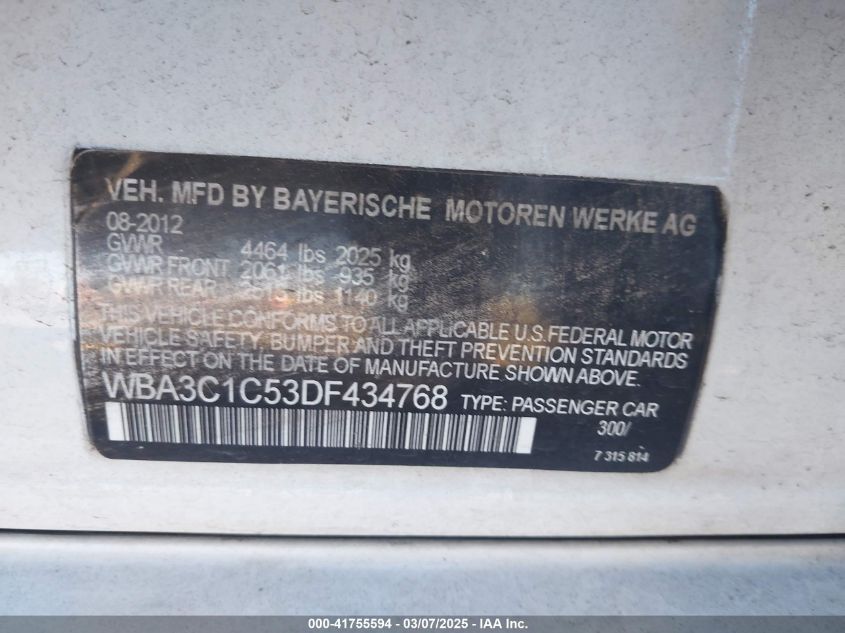 VEH. MFD BY BAYERISCHE MOTOREN WERKE AG
08-2012
GVWR 4464 lbs 2025 kg
GVWR FRONT 2061 lbs 935 kg
GVWR REAR lbs 1140 kg
THIS VEHICLE CONFORMS TO ALL APPLICABLE U.S.FEDERAL MOTOR
VEHICLE SAFETY, BUMPER AND THEFT PREVENTION STANDARDS
IN EFFECT ON THE DATE OF MANUFACTURE SHOWN ABOVE.
WBA3C1C53DF434768 TYPE: PASSENGER CAR
300/
7 315 814
000-41755594 - 03/07/2025 - IAA Inc.